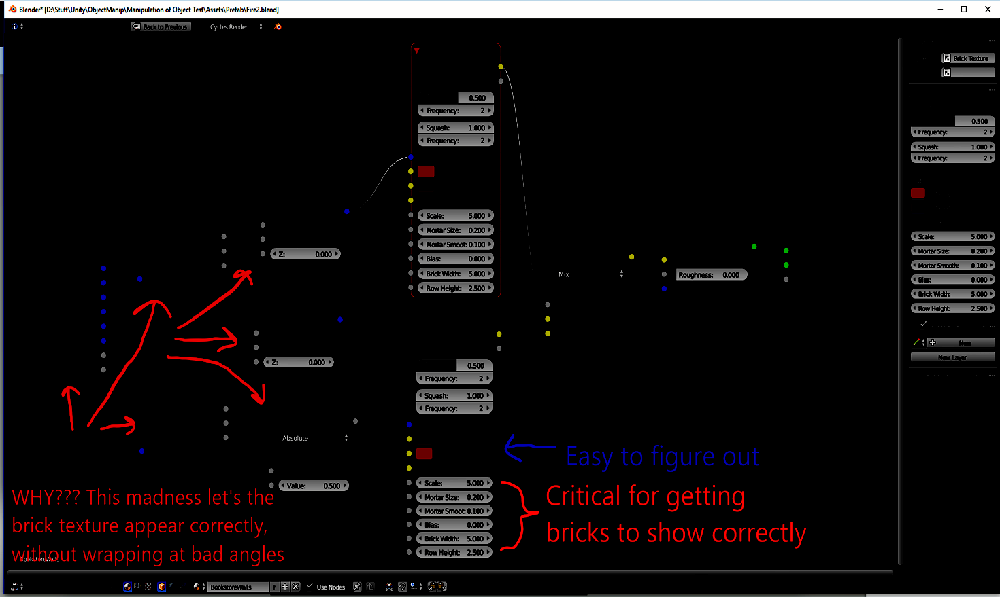 Blender* [D:\Stuff\Unity\ObjectManip\Manipulation of Object Test\Assets\Prefab\Fire2.blend]
Back to Previous
Cycles Render
Brick Texture
0.500
Frequency: 2
Squash: 1.000
Frequency: 2
Scale: 5.000
Mortar Size: 0.200
Mortar Smoot: 0.100
Bias: 0.000
Brick Width: 5.000
Row Height: 2.500
0.500
Frequency: 2
Squash: 1.000
Frequency: 2
Scale: 5.000
Mortar Size: 0.200
Mortar Smooth: 0.100
Bias: 0.000
Brick Width: 5.000
Row Height: 2.500
New
New Layer
Z: 0.000
Mix
Roughness: 0.000
Z: 0.000
Absolute
Value: 0.500
0.500
Frequency: 2
Squash: 1.000
Frequency: 2
Scale: 5.000
Mortar Size: 0.200
Mortar Smoot: 0.100
Bias: 0.000
Brick Width: 5.000
Row Height: 2.500
Easy to figure out
Critical for getting
bricks to show correctly
WHY??? This madness let's the
brick texture appear correctly,
without wrapping at bad angles
BookstoreWalls
BookstoreWalls
F
Use Nodes